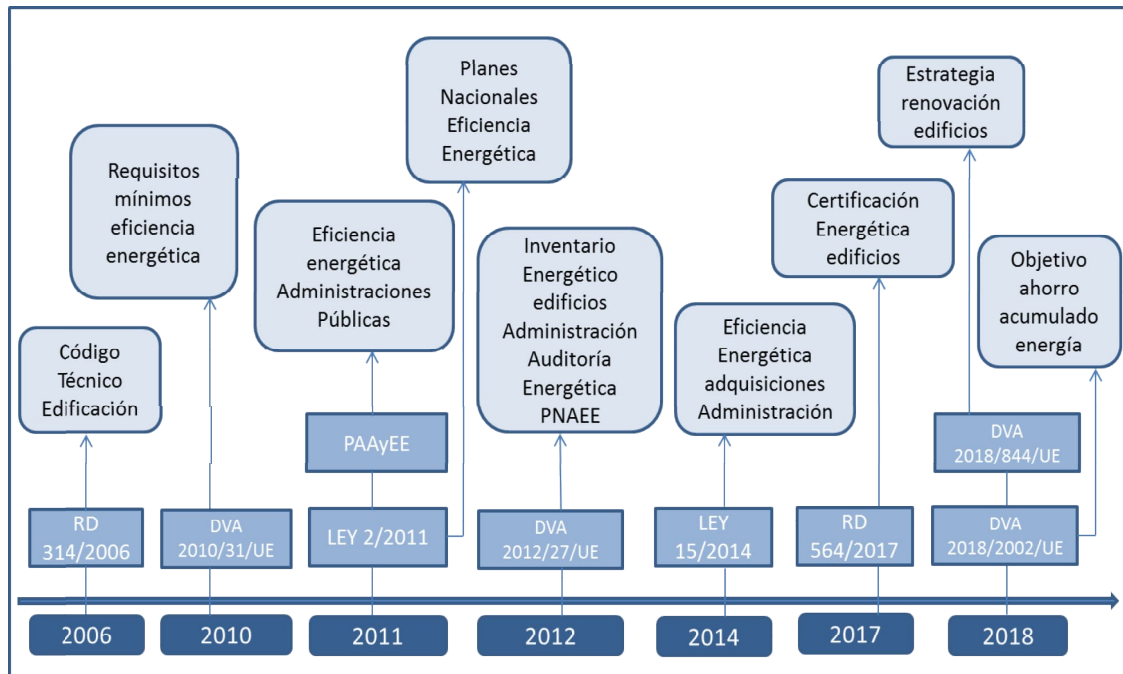 Planes
Nacionales
Eficiencia
Energética
Estrategia
renovación
edificios
Requisitos
mínimos
eficiencia
energética
Certificación
Energética
edificios
Eficiencia
energética
Administraciones
Públicas
Inventario
Energético
edificios
Administración
Auditoría
Energética
PNAEE
Objetivo
ahorro
acumulado
energía
Código
Técnico
Edificación
Eficiencia
Energética
adquisiciones
Administración
PAAyEE
DVA
2018/844/UE
RD
314/2006
DVA
2010/31/UE
LEY 2/2011
DVA
2012/27/UE
LEY
15/2014
RD
564/2017
DVA
2018/2002/UE
2006
2010
2011
2012
2014
2017
2018